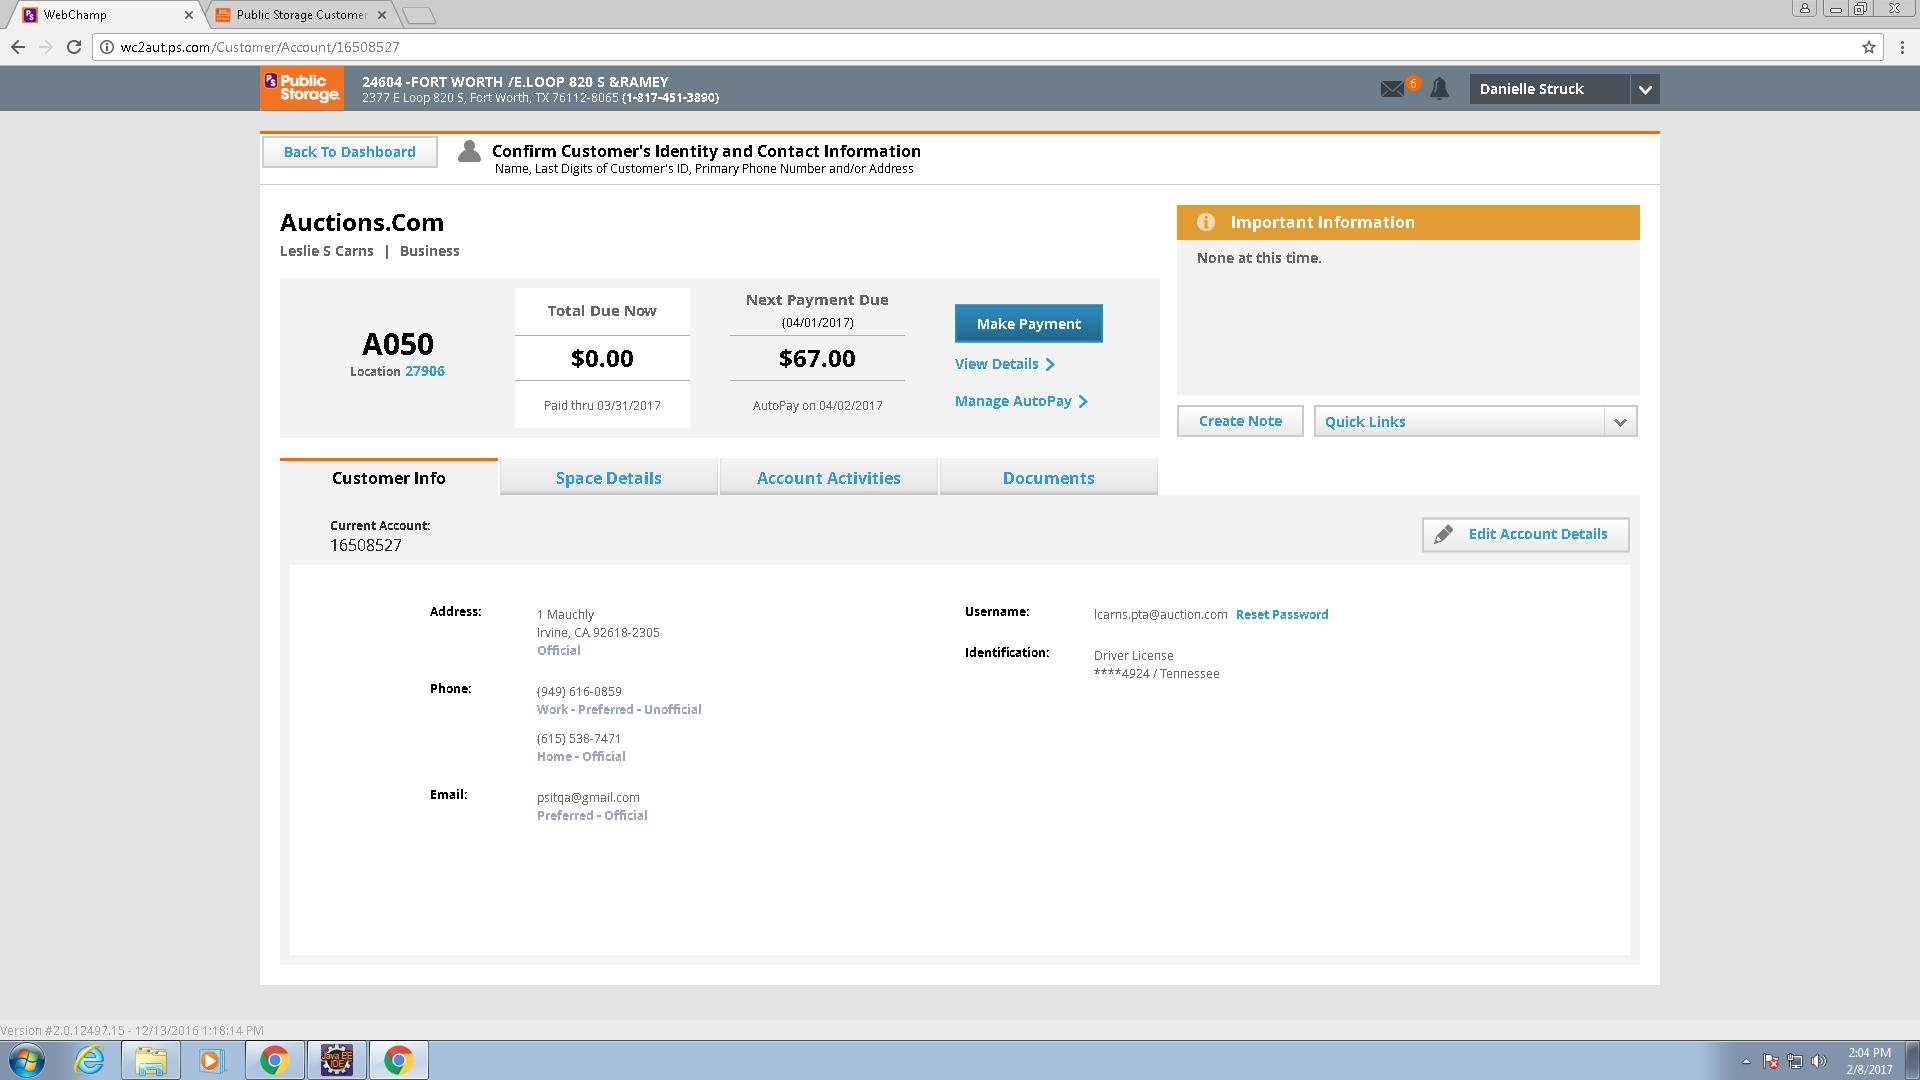 WebChamp
Public Storage Customer
wc2aut.ps.com/Customer/Account/16508527
PS Public Storage.
24604 -FORT WORTH /E.LOOP 820 S &RAMEY
2377 E Loop 820 S, Fort Worth, TX 76112-8065 (1-817-451-3890)
6
Danielle Struck
Back To Dashboard
Confirm Customer's Identity and Contact Information
Name, Last Digits of Customer's ID, Primary Phone Number and/or Address
Auctions.Com
Leslie S Carns | Business
Important Information
None at this time.
A050
Location 27906
Total Due Now
$0.00
Paid thru 03/31/2017
Next Payment Due
(04/01/2017)
$67.00
AutoPay on 04/02/2017
Make Payment
View Details
Manage AutoPay
Create Note
Quick Links
Customer Info
Space Details
Account Activities
Documents
Current Account:
16508527
Edit Account Details
Address:
1 Mauchly
Irvine, CA 92618-2305
Official
Phone:
(949) 616-0859
Work - Preferred - Unofficial
(615) 538-7471
Home - Official
Email:
psitqa@gmail.com
Preferred - Official
Username:
lcarns.pta@auction.com Reset Password
Identification:
Driver License
****4924 / Tennessee
Version #2.0.12497.15 - 12/13/2016 1:18:14 PM
Java EE
IDE
2:04 PM
2/8/2017